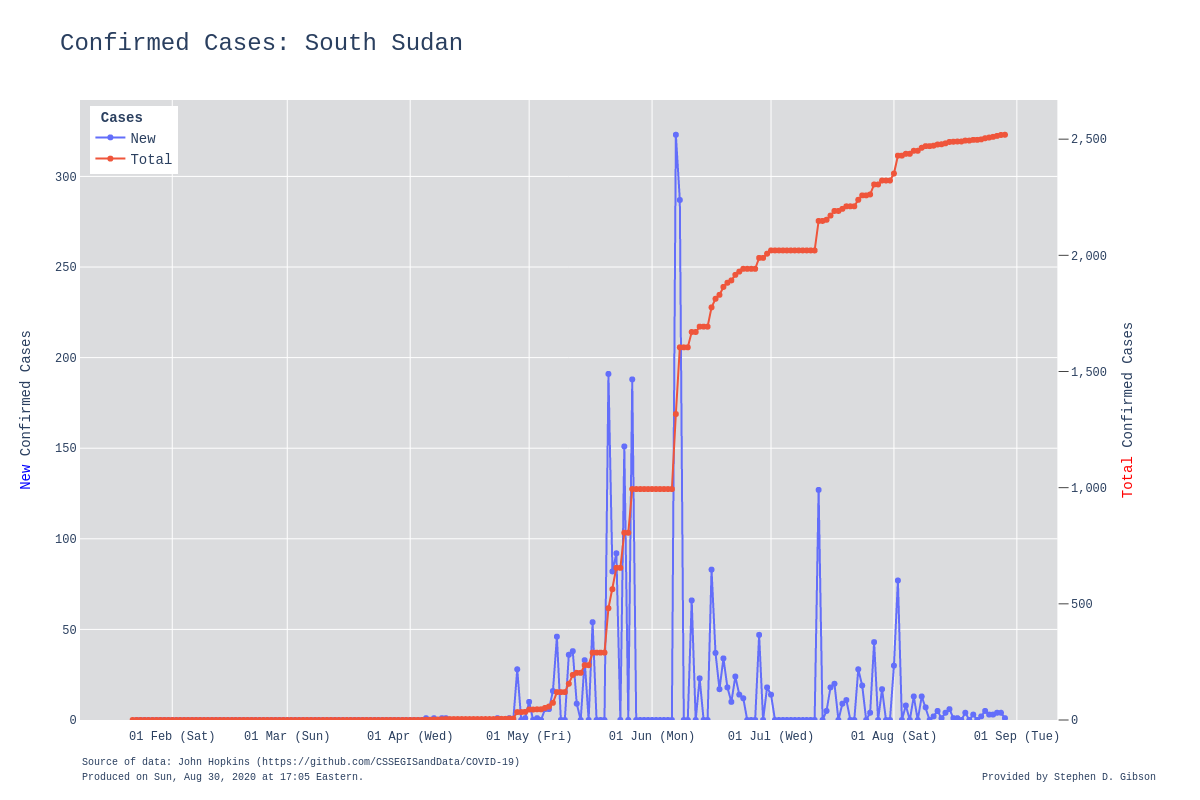 Confirmed Cases: South Sudan
Cases
New
Total
300
250
200
150
100
50
0
2,500
2,000
1,500
1,000
500
0
New Confirmed Cases
Total Confirmed Cases
01 Feb (Sat) 01 Mar (Sun) 01 Apr (Wed) 01 May (Fri) 01 Jun (Mon) 01 Jul (Wed) 01 Aug (Sat) 01 Sep (Tue)
Source of data: John Hopkins (https://github.com/CSSEGISandData/COVID-19)
Produced on Sun, Aug 30, 2020 at 17:05 Eastern.
Provided by Stephen D. Gibson